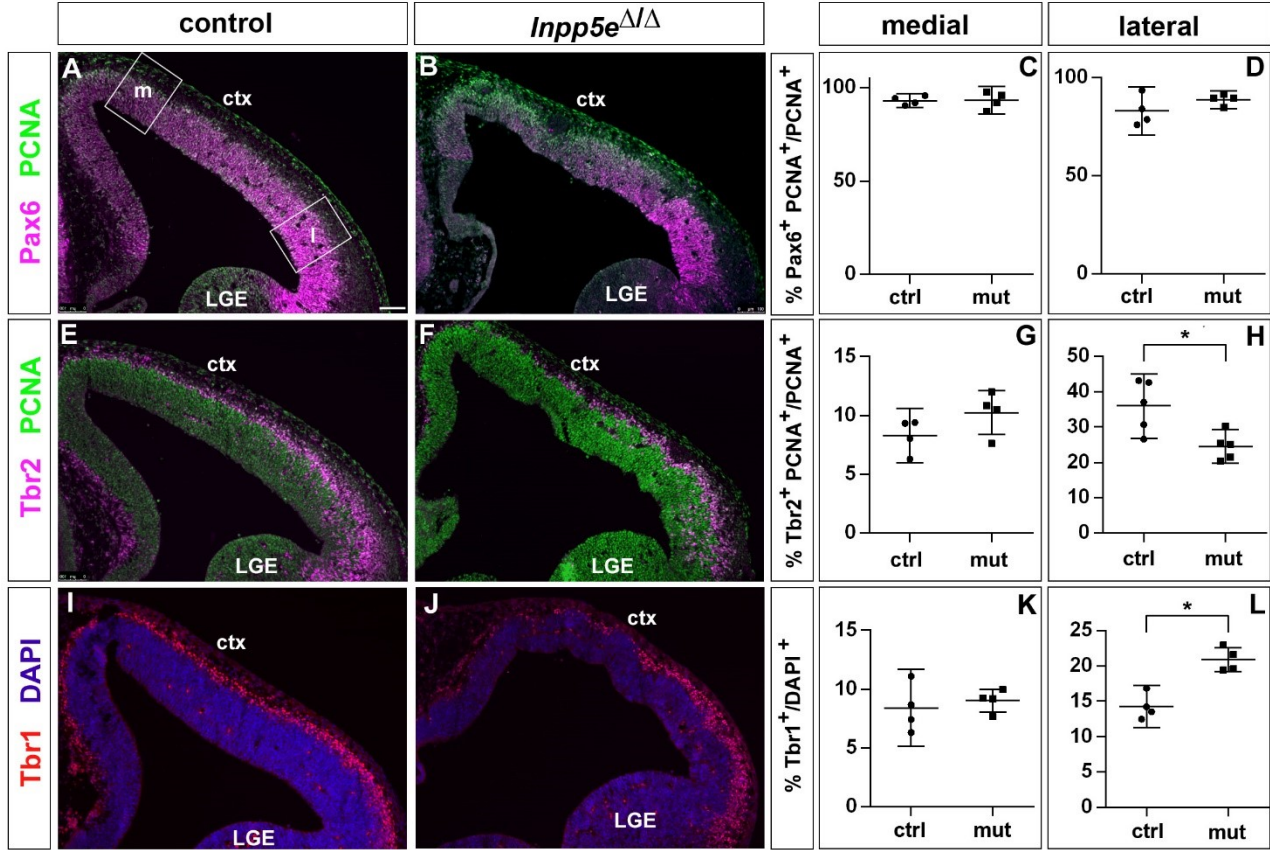 control
Inpp5e^Δ/Δ
medial
lateral
Pax6 PCNA
A
m
ctx
l
LGE
B
ctx
LGE
% Pax6⁺ PCNA⁺/PCNA⁺
C
100
50
0
ctrl mut
D
100
50
0
ctrl mut
Tbr2 PCNA
E
ctx
LGE
F
ctx
LGE
% Tbr2⁺ PCNA⁺/PCNA⁺
G
15
10
5
0
ctrl mut
H
*
50
40
30
20
10
0
ctrl mut
Tbr1 DAPI
I
ctx
LGE
J
ctx
LGE
% Tbr1⁺/DAPI⁺
K
15
10
5
0
ctrl mut
L
*
25
20
15
10
5
0
ctrl mut